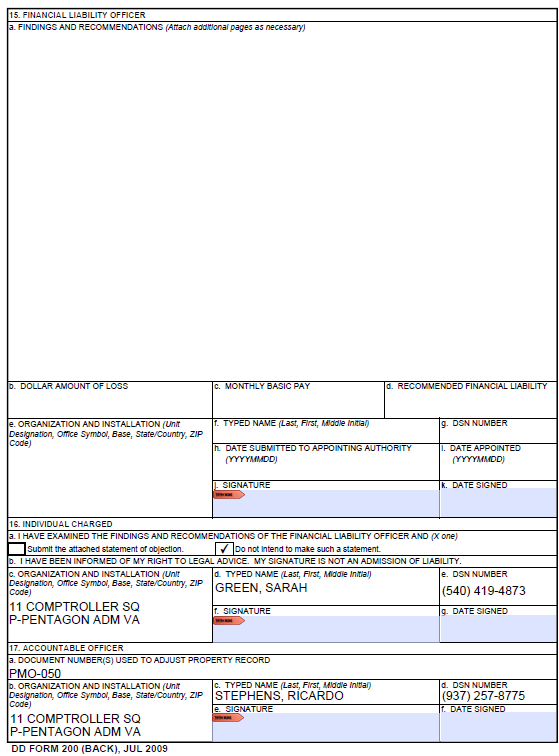 15. FINANCIAL LIABILITY OFFICER
a. FINDINGS AND RECOMMENDATIONS (Attach additional pages as necessary)
b. DOLLAR AMOUNT OF LOSS
c. MONTHLY BASIC PAY
d. RECOMMENDED FINANCIAL LIABILITY
e. ORGANIZATION AND INSTALLATION (Unit
Designation, Office Symbol, Base, State/Country, ZIP
Code)
f. TYPED NAME (Last, First, Middle Initial)
g. DSN NUMBER
h. DATE SUBMITTED TO APPOINTING AUTHORITY
(YYYYMMDD)
i. DATE APPOINTED
(YYYYMMDD)
j. SIGNATURE
k. DATE SIGNED
16. INDIVIDUAL CHARGED
a. I HAVE EXAMINED THE FINDINGS AND RECOMMENDATIONS OF THE FINANCIAL LIABILITY OFFICER AND (X one)
Submit the attached statement of objection.
✓ Do not intend to make such a statement.
b. I HAVE BEEN INFORMED OF MY RIGHT TO LEGAL ADVICE. MY SIGNATURE IS NOT AN ADMISSION OF LIABILITY.
c. ORGANIZATION AND INSTALLATION (Unit
Designation, Office Symbol, Base, State/Country, ZIP
Code)
11 COMPTROLLER SQ
P-PENTAGON ADM VA
d. TYPED NAME (Last, First, Middle Initial)
GREEN, SARAH
e. DSN NUMBER
(540) 419-4873
f. SIGNATURE
g. DATE SIGNED
17. ACCOUNTABLE OFFICER
a. DOCUMENT NUMBER(S) USED TO ADJUST PROPERTY RECORD
PMO-050
b. ORGANIZATION AND INSTALLATION (Unit
Designation, Office Symbol, Base, State/Country, ZIP
Code)
11 COMPTROLLER SQ
P-PENTAGON ADM VA
c. TYPED NAME (Last, First, Middle Initial)
STEPHENS, RICARDO
d. DSN NUMBER
(937) 257-8775
e. SIGNATURE
f. DATE SIGNED
DD FORM 200 (BACK), JUL 2009